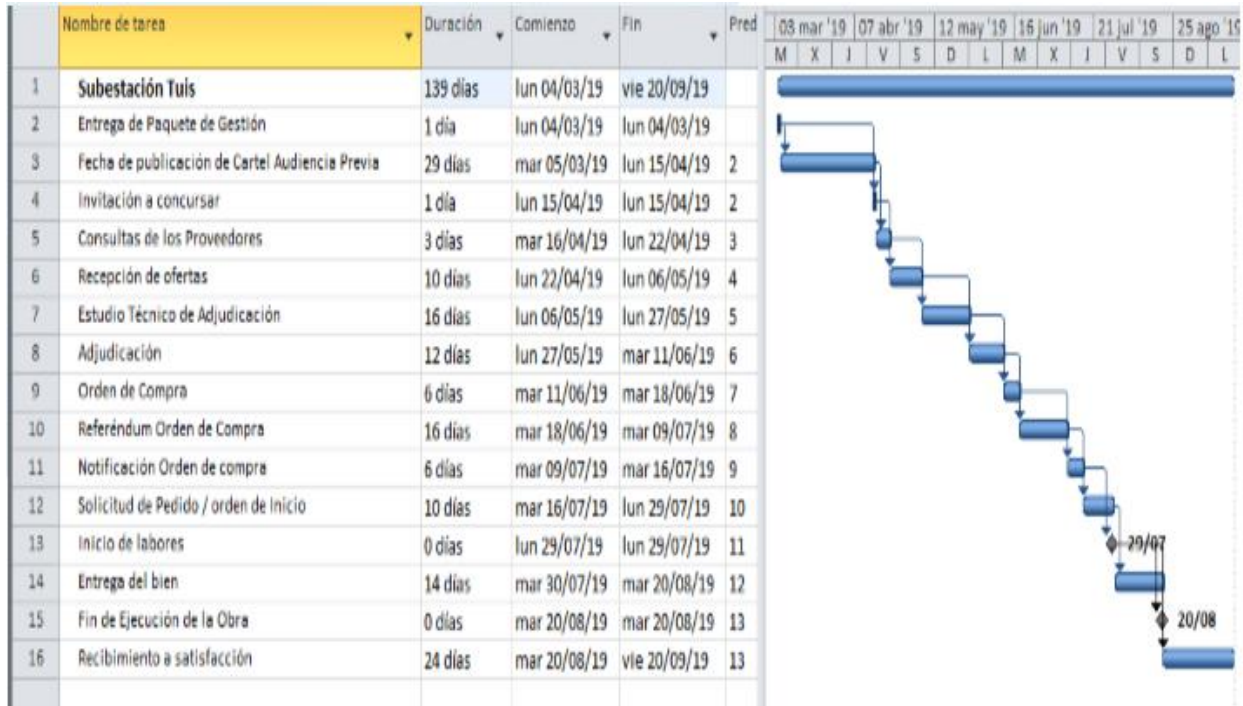 Nombre de tarea Duración Comienzo Fin Pred 03 mar '19 07 abr '19 12 may '19 16 jun '19 21 jul '19 25 ago '19
M X J V S D L M X J V S D L
1 Subestación Tuis 139 días lun 04/03/19 vie 20/09/19
2 Entrega de Paquete de Gestión 1 día lun 04/03/19 lun 04/03/19
3 Fecha de publicación de Cartel Audiencia Previa 29 días mar 05/03/19 lun 15/04/19 2
4 Invitación a concursar 1 día lun 15/04/19 lun 15/04/19 2
5 Consultas de los Proveedores 3 días mar 16/04/19 lun 22/04/19 3
6 Recepción de ofertas 10 días lun 22/04/19 lun 06/05/19 4
7 Estudio Técnico de Adjudicación 16 días lun 06/05/19 lun 27/05/19 5
8 Adjudicación 12 días lun 27/05/19 mar 11/06/19 6
9 Orden de Compra 6 días mar 11/06/19 mar 18/06/19 7
10 Referéndum Orden de Compra 16 días mar 18/06/19 mar 09/07/19 8
11 Notificación Orden de compra 6 días mar 09/07/19 mar 16/07/19 9
12 Solicitud de Pedido / orden de Inicio 10 días mar 16/07/19 lun 29/07/19 10
13 Inicio de labores 0 días lun 29/07/19 lun 29/07/19 11 29/07
14 Entrega del bien 14 días mar 30/07/19 mar 20/08/19 12
15 Fin de Ejecución de la Obra 0 días mar 20/08/19 mar 20/08/19 13 20/08
16 Recibimiento a satisfacción 24 días mar 20/08/19 vie 20/09/19 13